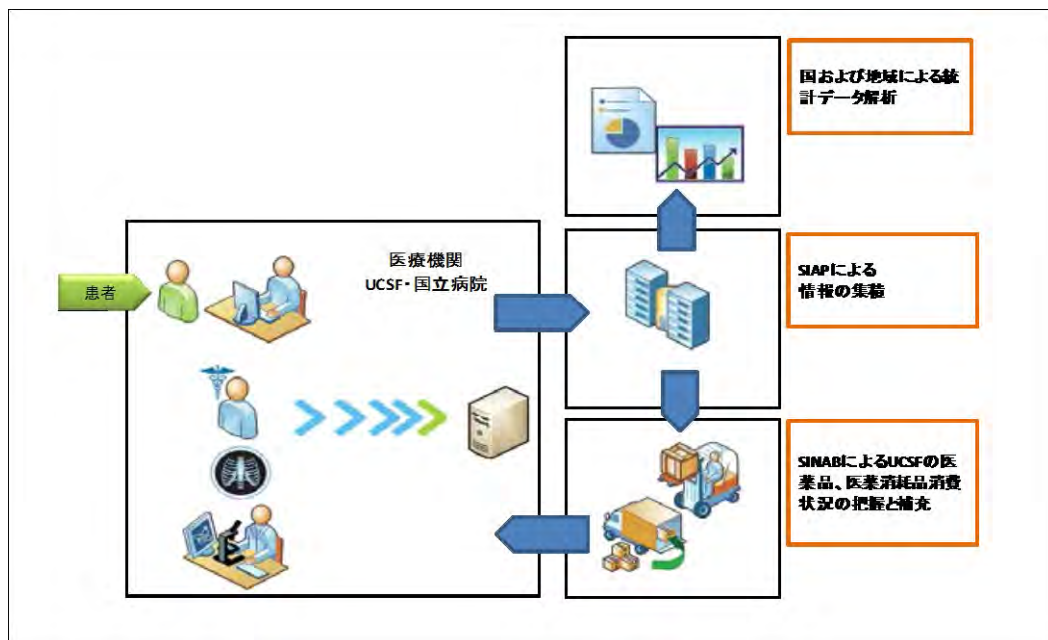 患者
医療機関
UCSF・国立病院
国および地域による統
計データ解析
SIAPによる
情報の集積
SINABによるUCSFの医
薬品、医薬消耗品消費
状況の把握と補充